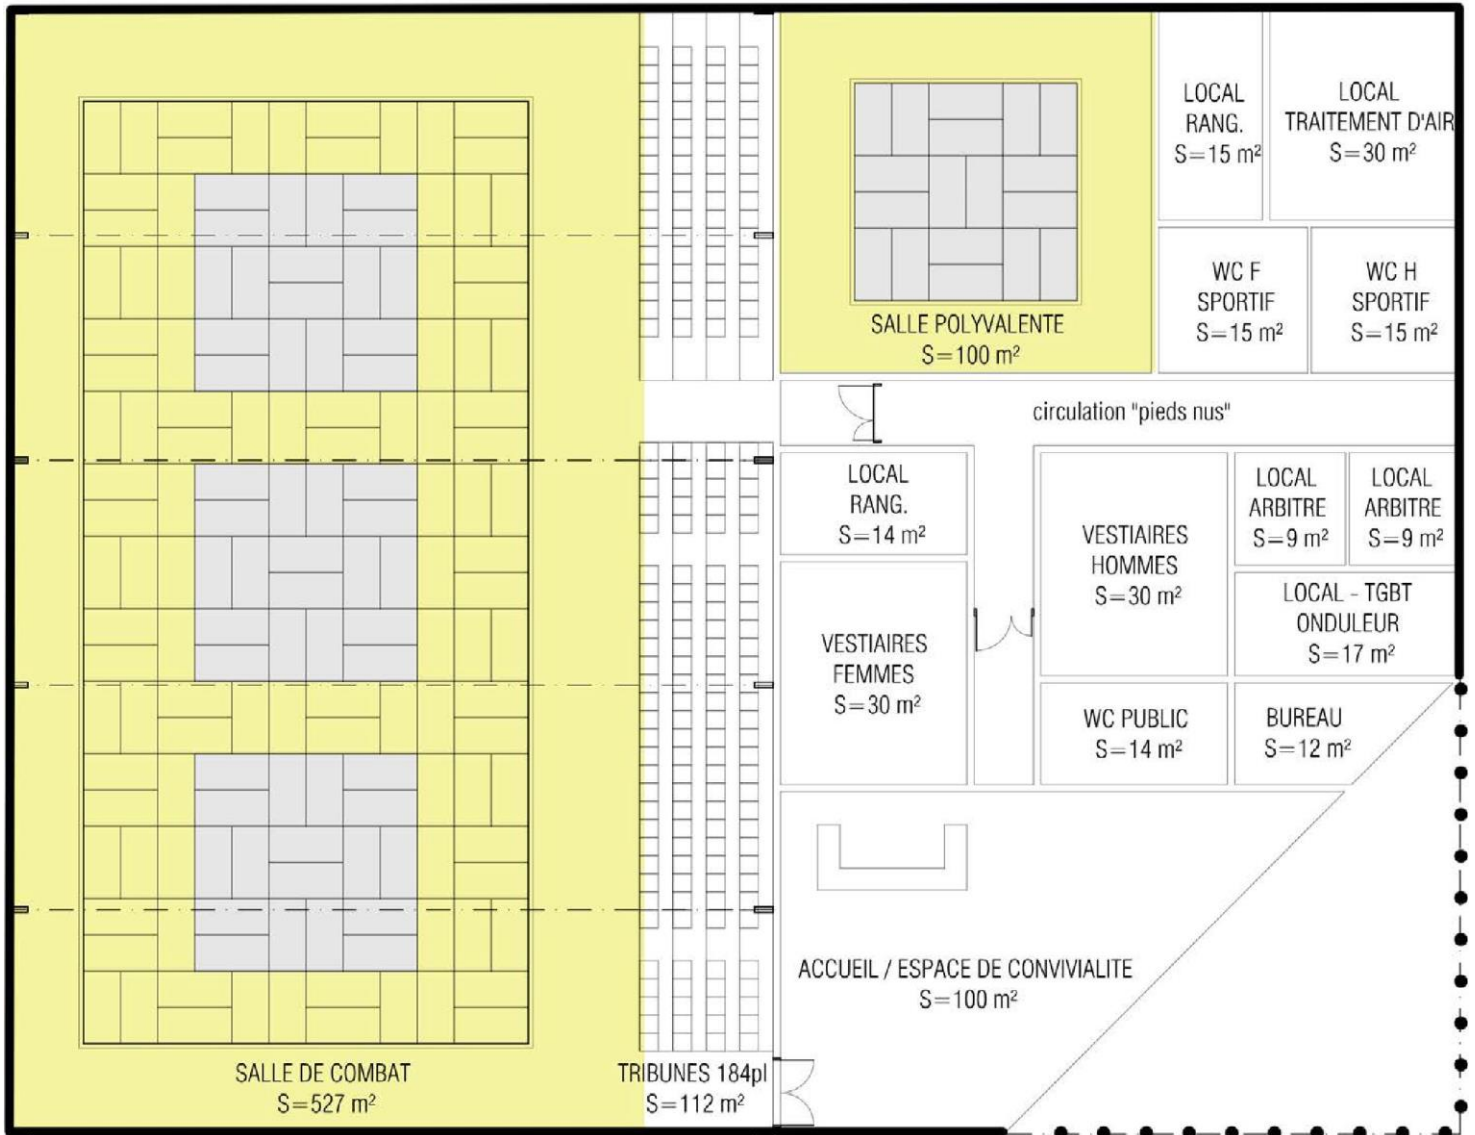 LOCAL
RANG.
S=15 m²
LOCAL
TRAITEMENT D'AIR
S=30 m²
WC F
SPORTIF
S=15 m²
WC H
SPORTIF
S=15 m²
SALLE POLYVALENTE
S=100 m²
circulation "pieds nus"
LOCAL
RANG.
S=14 m²
VESTIAIRES
HOMMES
S=30 m²
LOCAL
ARBITRE
S=9 m²
LOCAL
ARBITRE
S=9 m²
LOCAL - TGBT
ONDULEUR
S=17 m²
VESTIAIRES
FEMMES
S=30 m²
WC PUBLIC
S=14 m²
BUREAU
S=12 m²
ACCUEIL / ESPACE DE CONVIVIALITE
S=100 m²
SALLE DE COMBAT
S=527 m²
TRIBUNES 184pl
S=112 m²